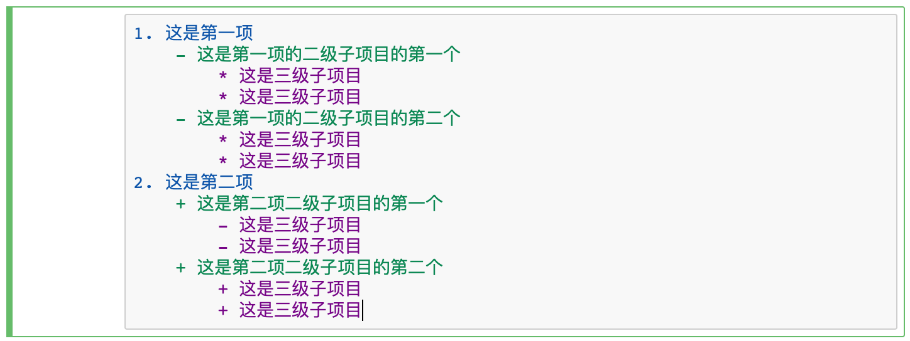 1. 这是第一项
- 这是第一项的二级子项目的第一个
* 这是三级子项目
* 这是三级子项目
- 这是第一项的二级子项目的第二个
* 这是三级子项目
* 这是三级子项目
2. 这是第二项
+ 这是第二项二级子项目的第一个
- 这是三级子项目
- 这是三级子项目
+ 这是第二项二级子项目的第二个
+ 这是三级子项目
+ 这是三级子项目